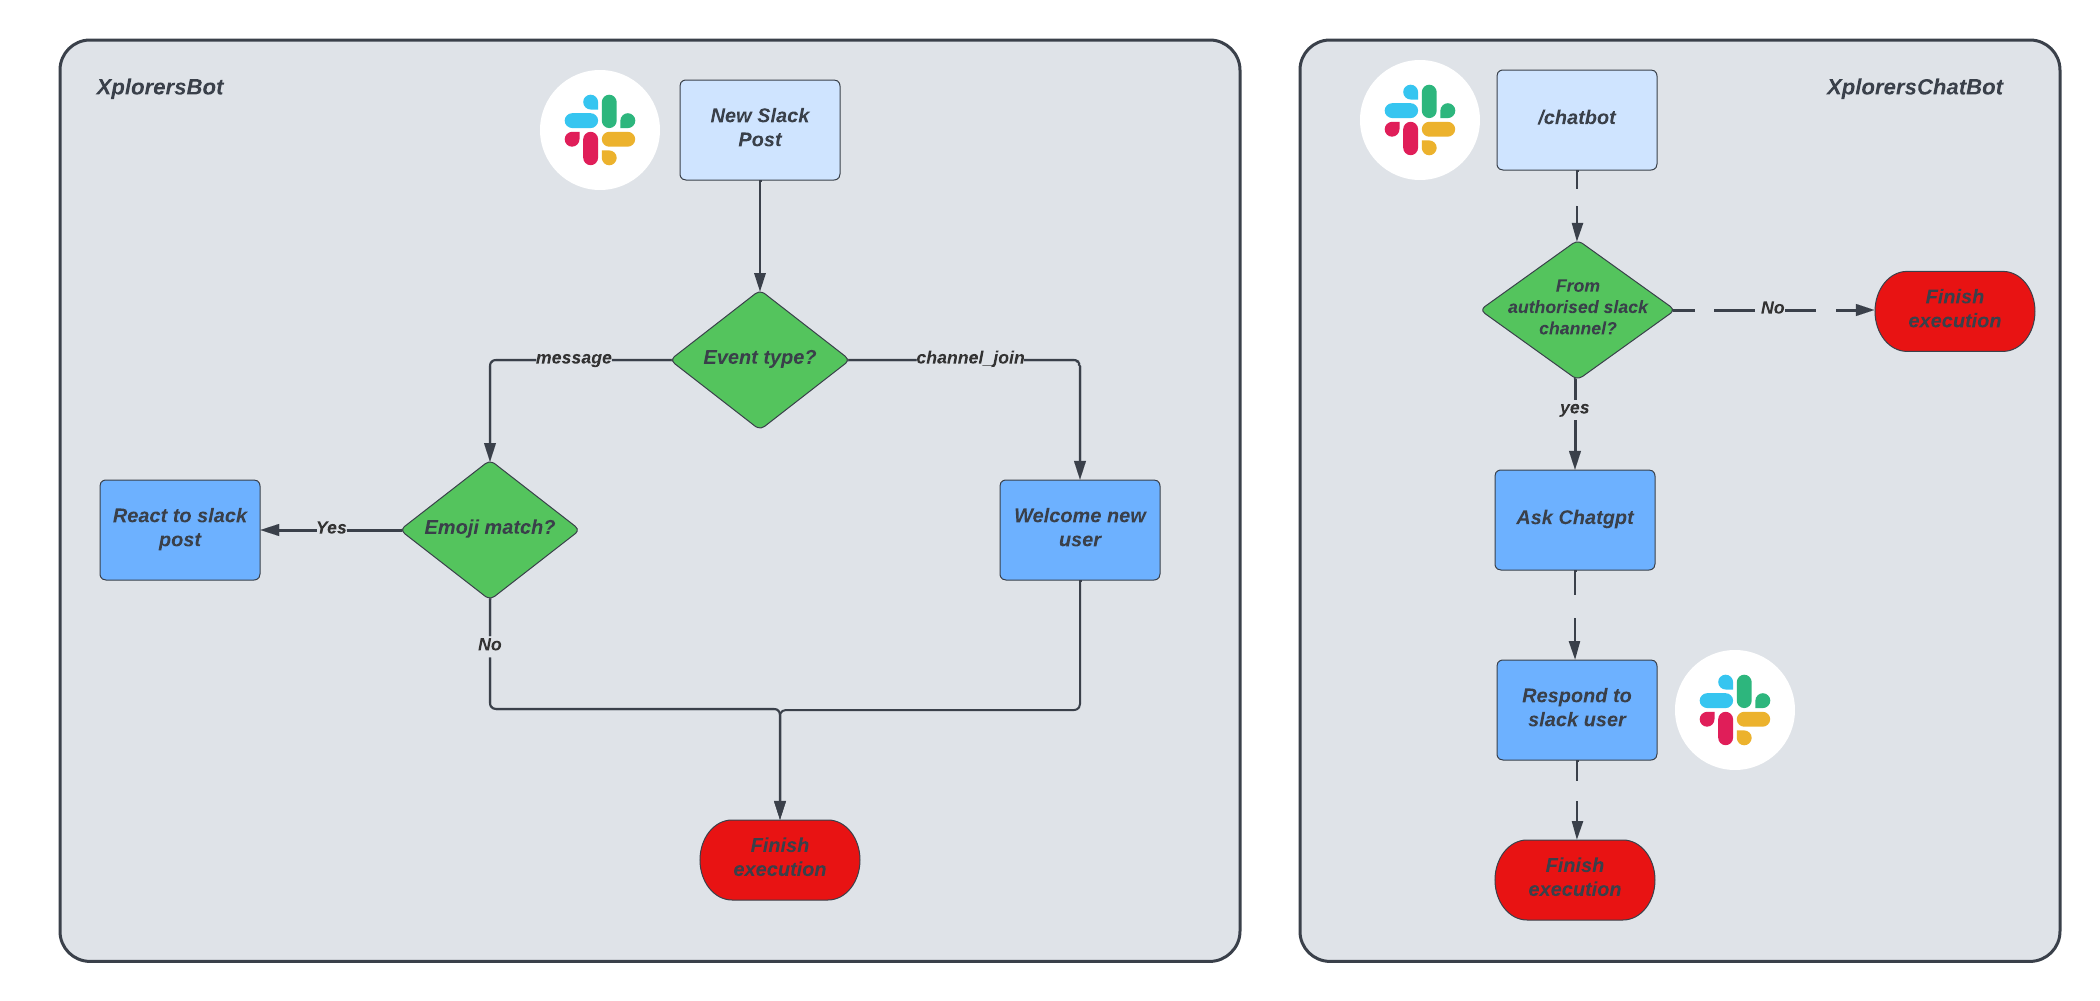 XplorersBot
New Slack
Post
Event type?
message
channel_join
Emoji match?
Yes
React to slack
post
No
Welcome new
user
Finish
execution
XplorersChatBot
/chatbot
From
authorised slack
channel?
No
Finish
execution
yes
Ask Chatgpt
Respond to
slack user
Finish
execution